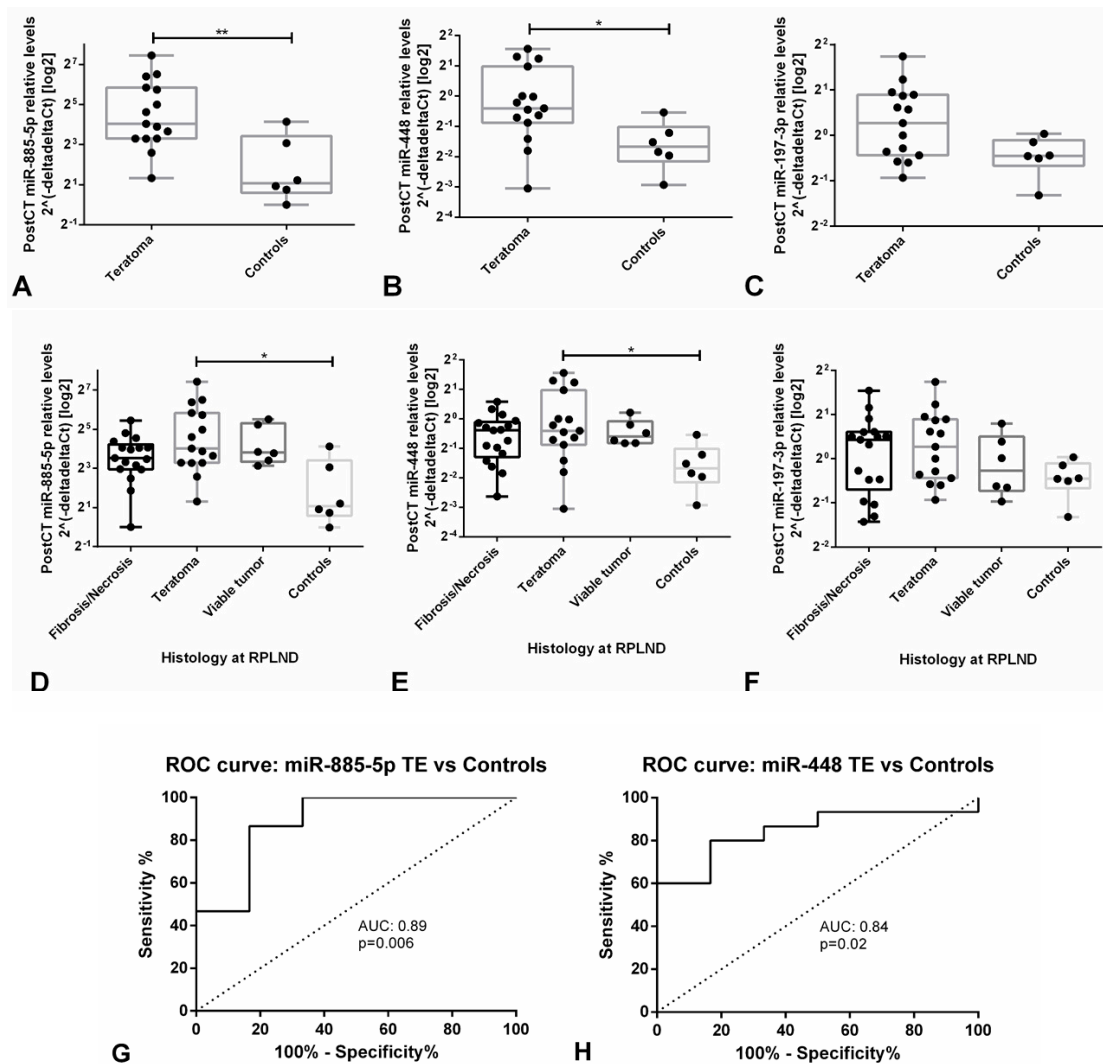 PostCT miR-885-5p relative levels
2^(-deltadeltaCt) [log2]
2^7
2^5
2^3
2^1
2^-1
**
Teratoma
Controls
A
PostCT miR-448 relative levels
2^(-deltadeltaCt) [log2]
2^2
2^1
2^0
2^-1
2^-2
2^-3
2^-4
*
Teratoma
Controls
B
PostCT miR-197-3p relative levels
2^(-deltadeltaCt) [log2]
2^2
2^1
2^0
2^-1
2^-2
Teratoma
Controls
C
PostCT miR-885-5p relative levels
2^(-deltadeltaCt) [log2]
2^7
2^5
2^3
2^1
2^-1
*
Fibrosis/Necrosis
Teratoma
Viable tumor
Controls
Histology at RPLND
D
PostCT miR-448 relative levels
2^(-deltadeltaCt) [log2]
2^2
2^0
2^-1
2^-2
2^-3
2^-4
*
Fibrosis/Necrosis
Teratoma
Viable tumor
Controls
Histology at RPLND
E
PostCT miR-197-3p relative levels
2^(-deltadeltaCt) [log2]
2^2
2^1
2^0
2^-1
2^-2
Fibrosis/Necrosis
Teratoma
Viable tumor
Controls
Histology at RPLND
F
ROC curve: miR-885-5p TE vs Controls
Sensitivity %
100
80
60
40
20
0
AUC: 0.89
p=0.006
0 20 40 60 80 100
100% - Specificity%
G
ROC curve: miR-448 TE vs Controls
Sensitivity %
100
80
60
40
20
0
AUC: 0.84
p=0.02
0 20 40 60 80 100
100% - Specificity%
H